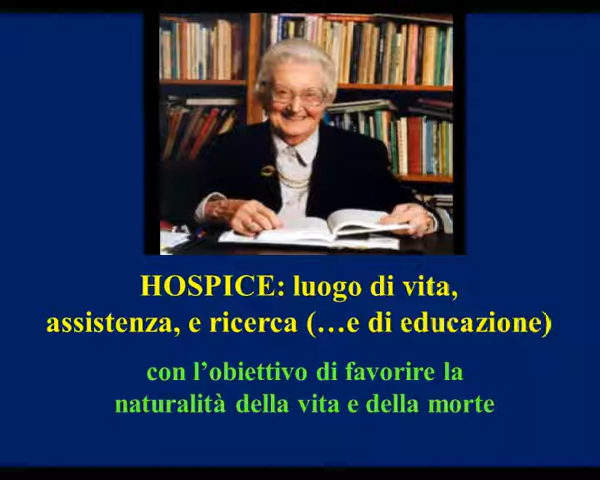 HOSPICE: luogo di vita,
assistenza, e ricerca (…e di educazione)
con l’obiettivo di favorire la
naturalità della vita e della morte